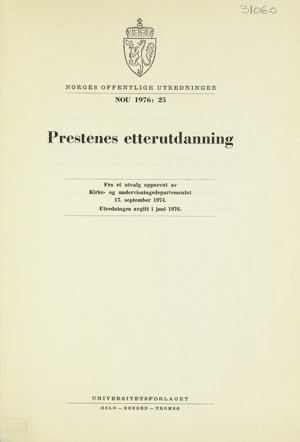 31060
NORGES OFFENTLIGE UTREDNINGER
NOU 1976: 25
Prestenes etterutdanning
Fra et utvalg oppnevnt av
Kirke- og undervisningsdepartementet
17. september 1974.
Utredningen avgitt i juni 1976.
UNIVERSITETSFORLAGET
OSLO – BERGEN – TROMSØ